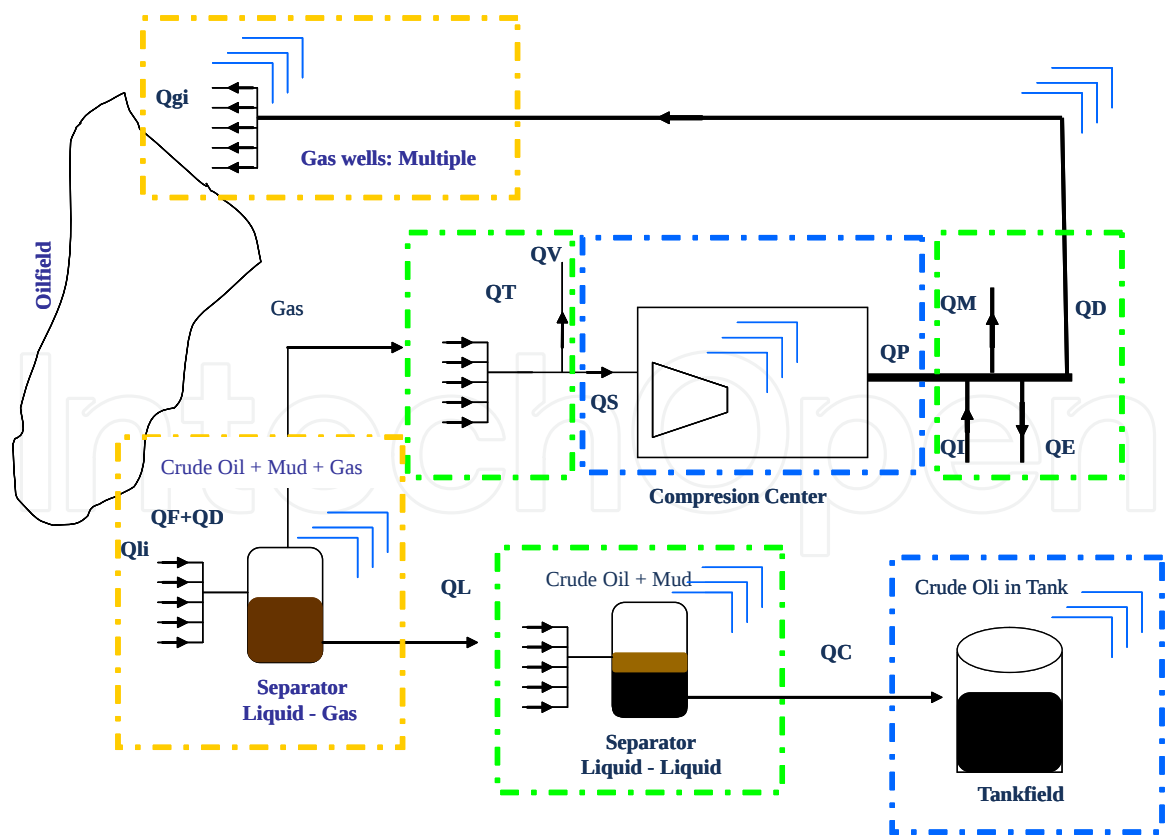 Qgi
Gas wells: Multiple
Oilfield
QV
QT
Gas
QM
QD
QP
QS
QI
QE
Compresion Center
Crude Oil + Mud + Gas
QF+QD
Qli
QL
Crude Oil + Mud
Crude Oli in Tank
QC
Separator
Liquid - Gas
Separator
Liquid - Liquid
Tankfield
IntechOpen